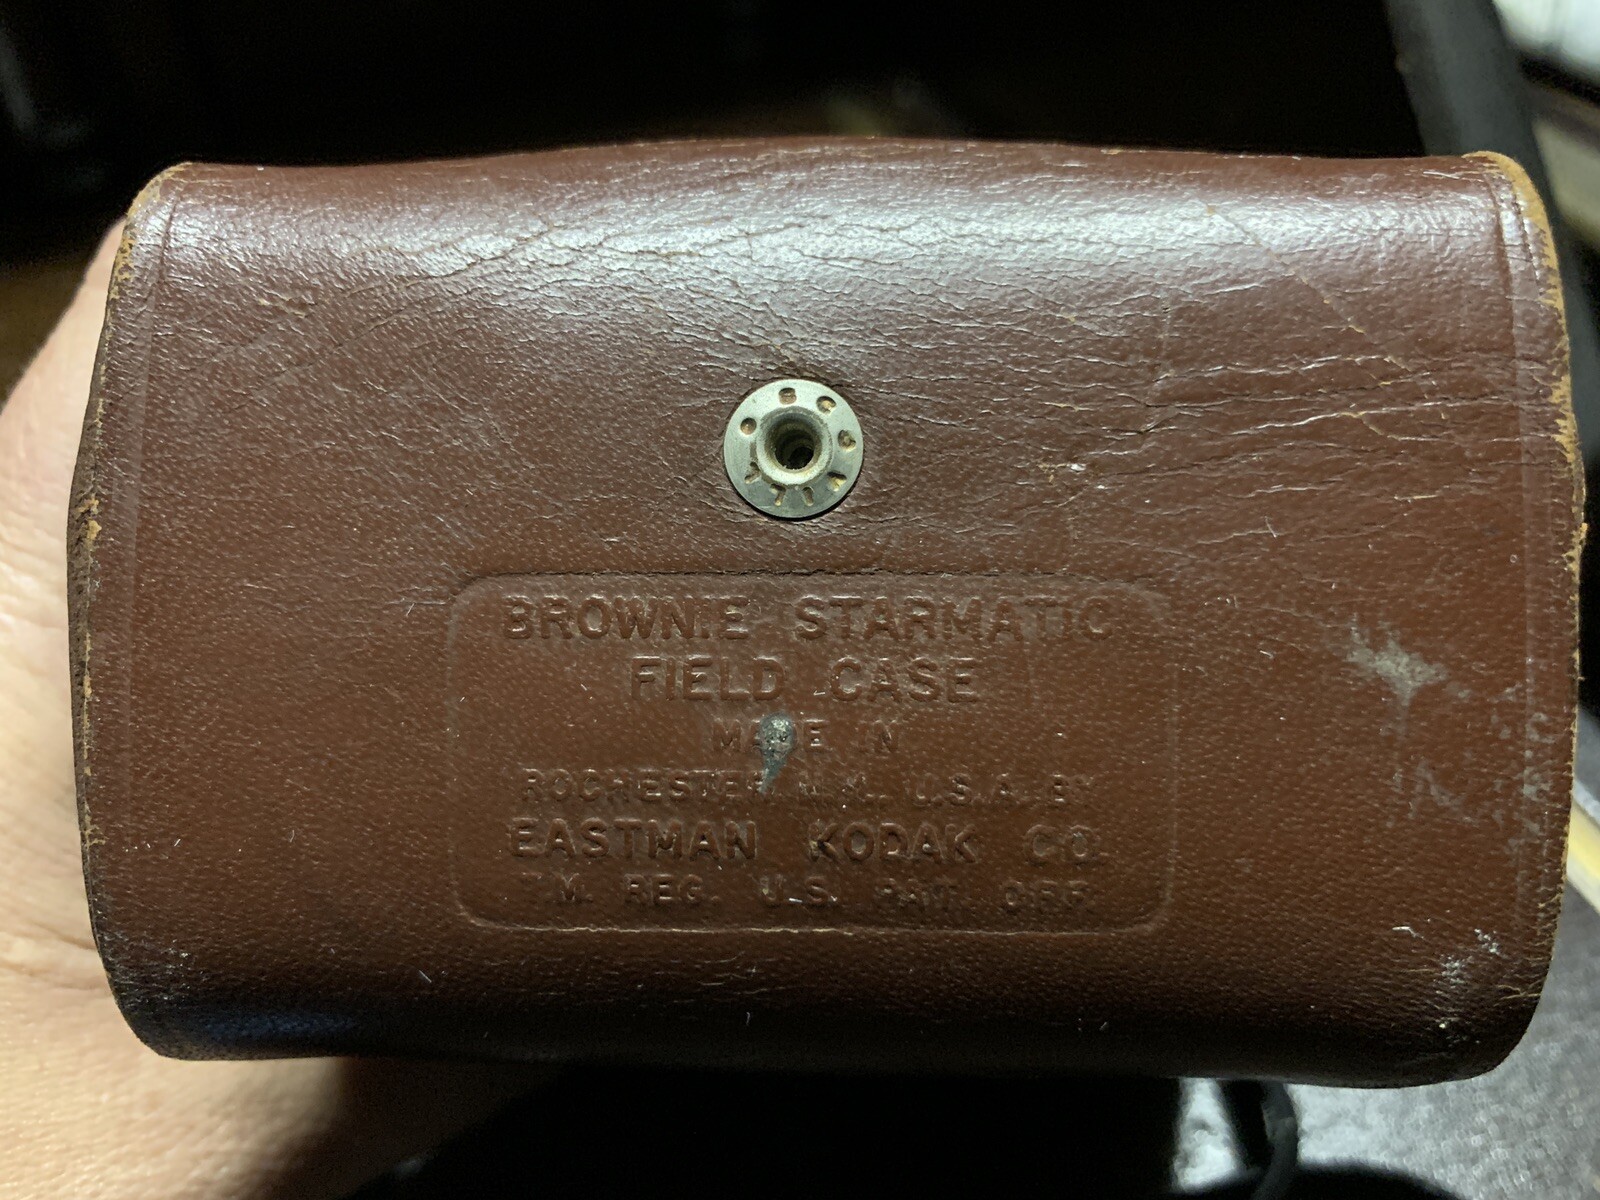 BROWNIE STARMATIC
FIELD CASE
MADE IN
ROCHESTER, N.Y., U.S.A. BY
EASTMAN KODAK CO.
T.M. REG. U.S. PAT. OFF.